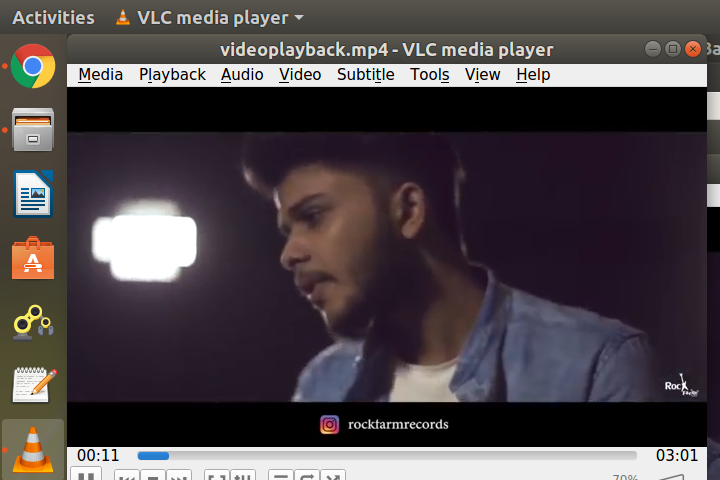 Activities VLC media player
videoplayback.mp4 - VLC media player
Media Playback Audio Video Subtitle Tools View Help
Rock
rockfarmrecords
00:11 03:01
70%